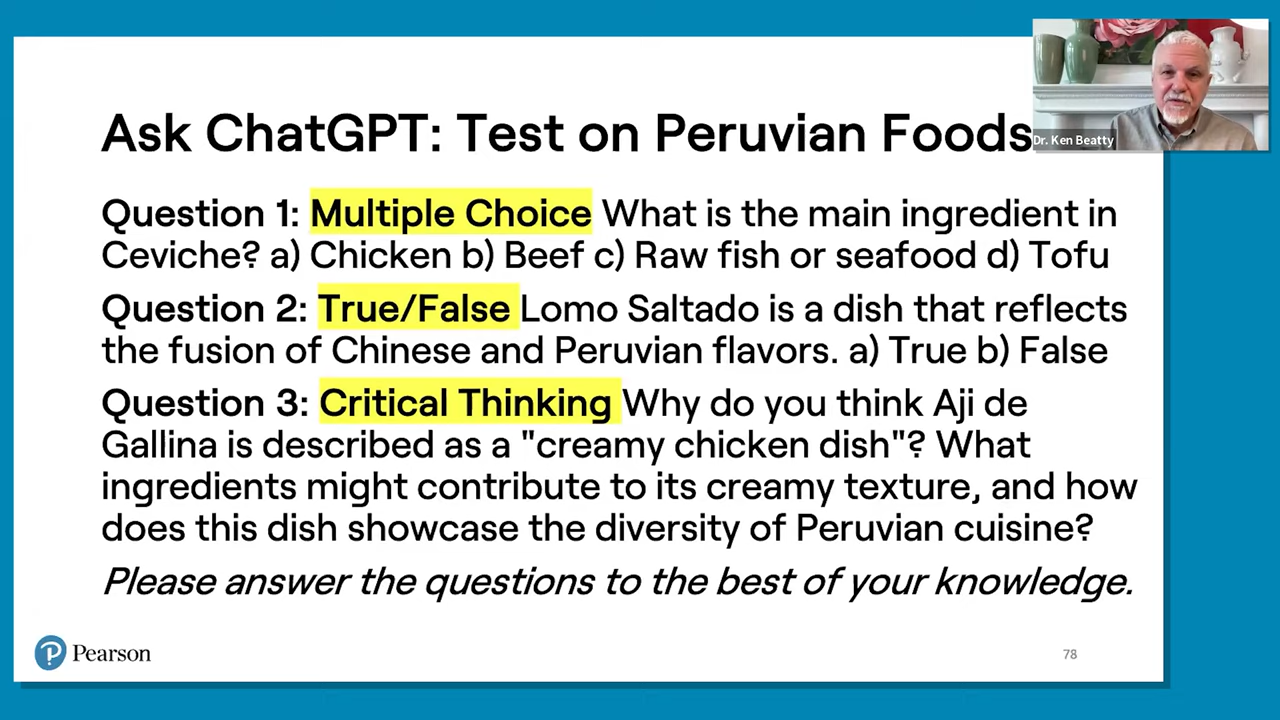 Ask ChatGPT: Test on Peruvian Foods
Dr. Ken Beatty
Question 1: Multiple Choice What is the main ingredient in
Ceviche? a) Chicken b) Beef c) Raw fish or seafood d) Tofu
Question 2: True/False Lomo Saltado is a dish that reflects
the fusion of Chinese and Peruvian flavors. a) True b) False
Question 3: Critical Thinking Why do you think Aji de
Gallina is described as a "creamy chicken dish"? What
ingredients might contribute to its creamy texture, and how
does this dish showcase the diversity of Peruvian cuisine?
Please answer the questions to the best of your knowledge.
Pearson
78